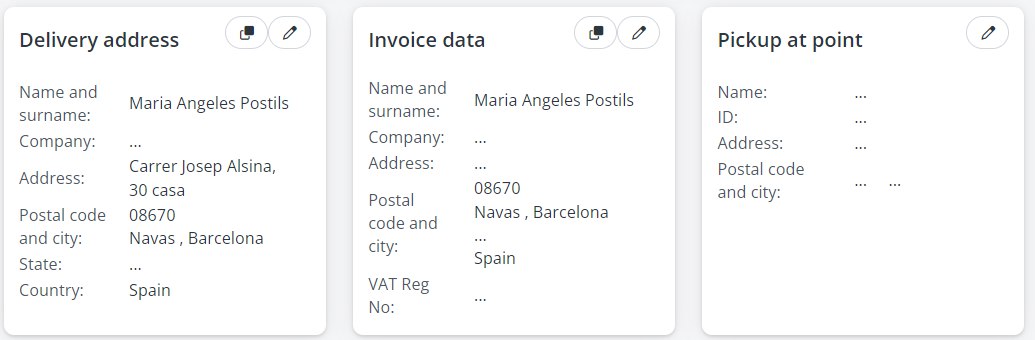 Delivery address
Name and surname: Maria Angeles Postils
Company: ...
Address: Carrer Josep Alsina,
30 casa
Postal code and city: 08670
Navas , Barcelona
State: ...
Country: Spain
Invoice data
Name and surname: Maria Angeles Postils
Company: ...
Address: ...
Postal code and city: 08670
Navas , Barcelona
...
Spain
VAT Reg No: ...
Pickup at point
Name: ...
ID: ...
Address: ...
Postal code and city: ... ...